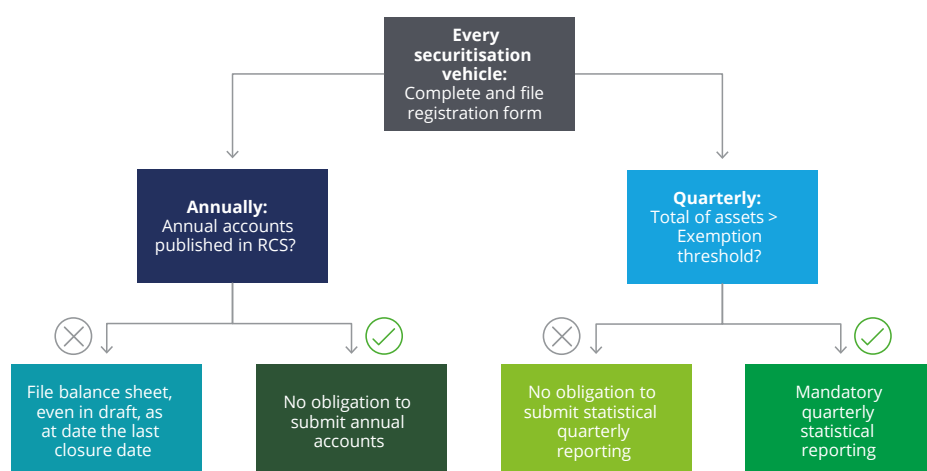 Every
securitisation
vehicle:
Complete and file
registration form
Annually:
Annual accounts
published in RCS?
Quarterly:
Total of assets >
Exemption
threshold?
File balance sheet,
even in draft, as
at date the last
closure date
No obligation to
submit annual
accounts
No obligation to
submit statistical
quarterly
reporting
Mandatory
quarterly
statistical
reporting